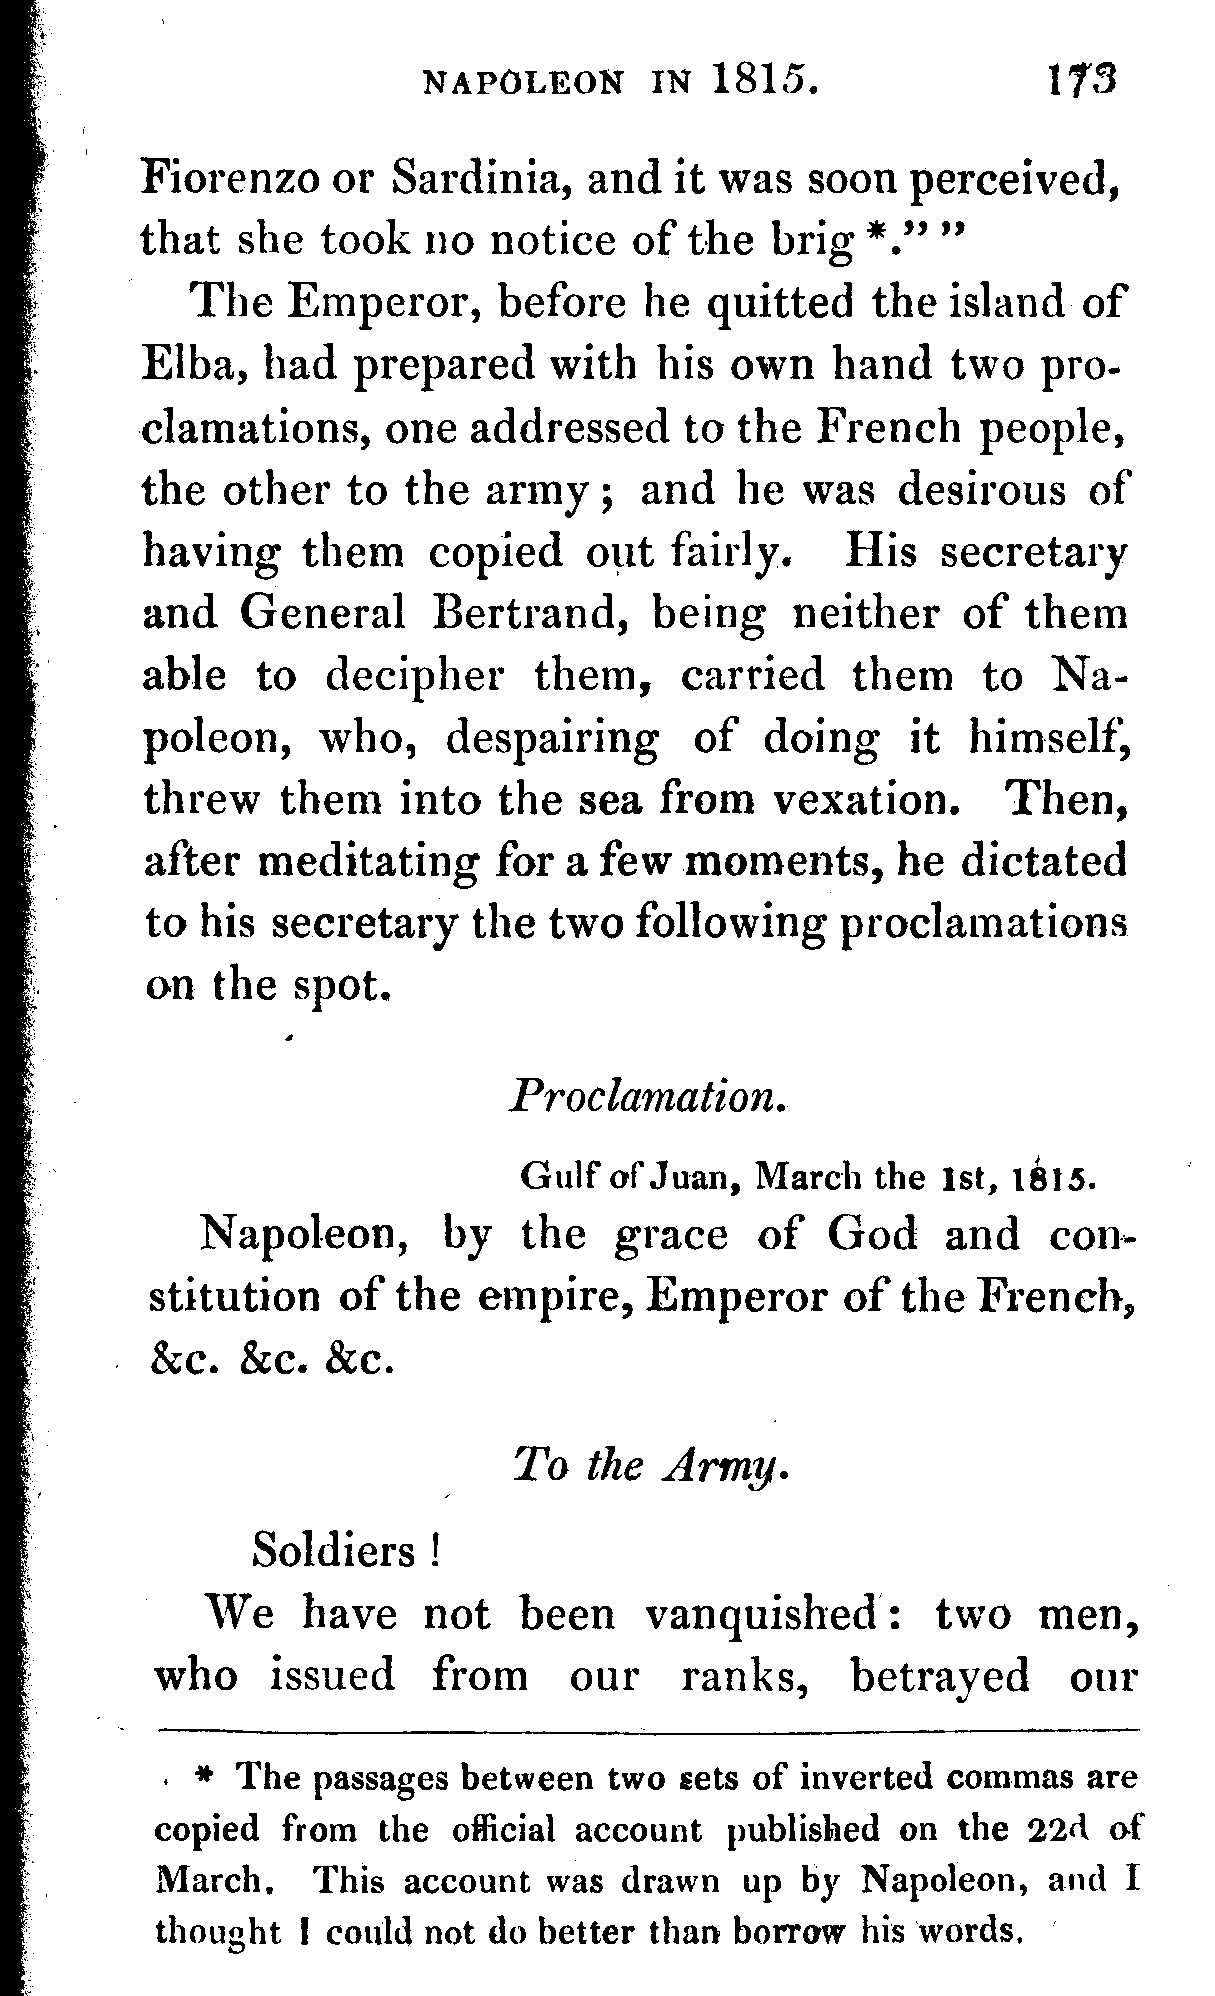 NAPOLEON IN 1815. 173
Fiorenzo or Sardinia, and it was soon perceived,
that she took no notice of the brig *." "
The Emperor, before he quitted the island of
Elba, had prepared with his own hand two pro-
clamations, one addressed to the French people,
the other to the army ; and he was desirous of
having them copied out fairly. His secretary
and General Bertrand, being neither of them
able to decipher them, carried them to Na-
poleon, who, despairing of doing it himself,
threw them into the sea from vexation. Then,
after meditating for a few moments, he dictated
to his secretary the two following proclamations
on the spot.
Proclamation.
Gulf of Juan, March the 1st, 1815.
Napoleon, by the grace of God and con-
stitution of the empire, Emperor of the French,
&c. &c. &c.
To the Army.
Soldiers !
We have not been vanquished : two men,
who issued from our ranks, betrayed our
* The passages between two sets of inverted commas are
copied from the official account published on the 22d of
March. This account was drawn up by Napoleon, and I
thought I could not do better than borrow his words.